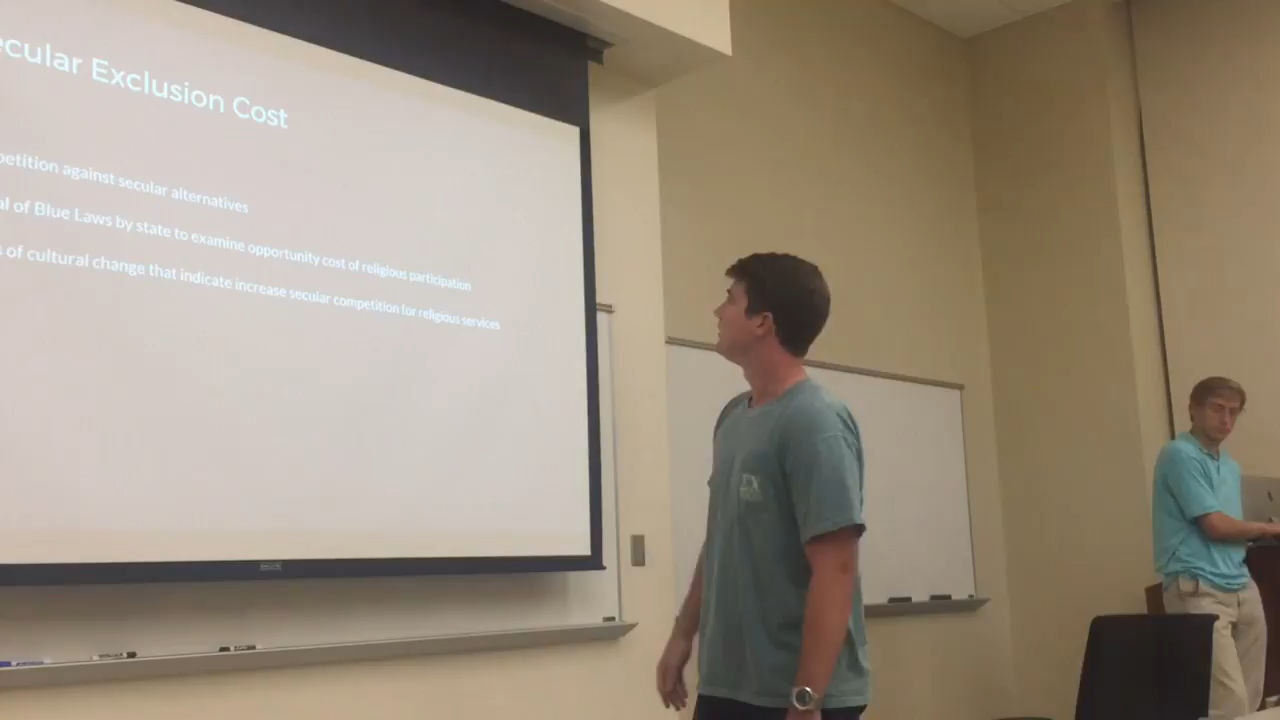 ecular Exclusion Cost
petition against secular alternatives
al of Blue Laws by state to examine opportunity cost of religious participation
s of cultural change that indicate increase secular competition for religious services